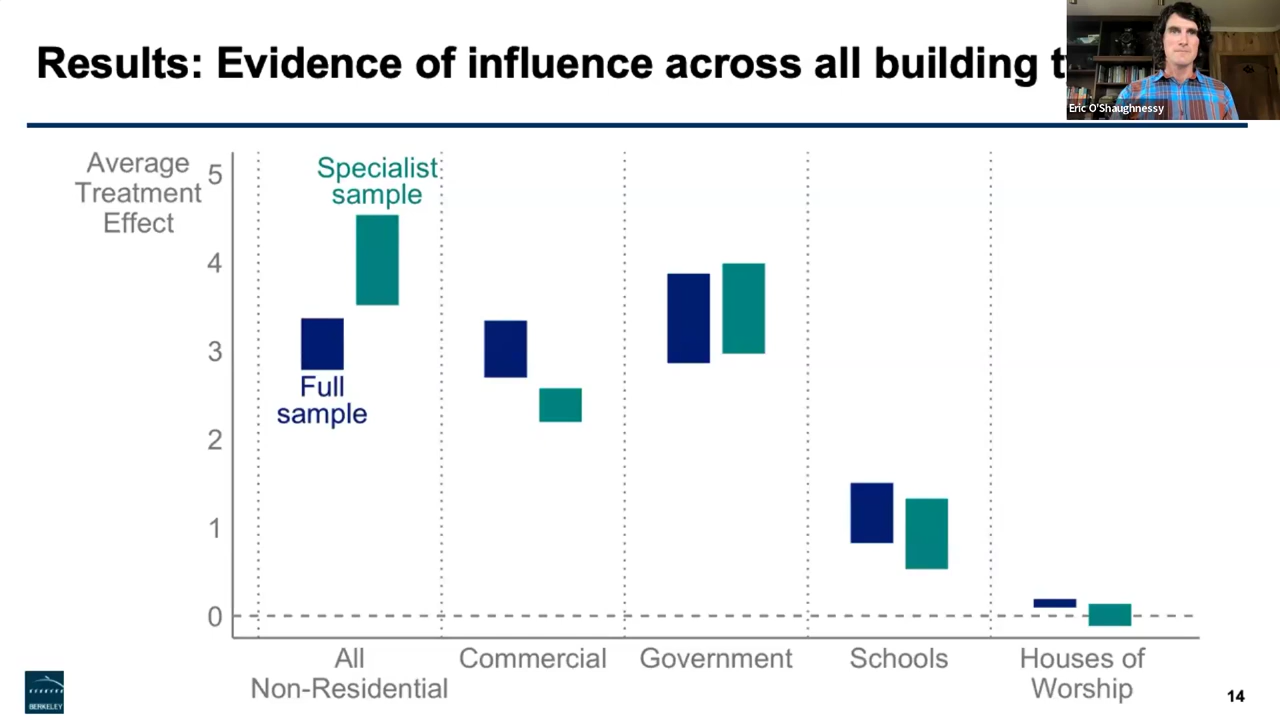 Results: Evidence of influence across all building t
Eric O'Shaughnessy
Average
Treatment
Effect
5
4
3
2
1
0
Specialist
sample
Full
sample
All
Non-Residential
Commercial
Government
Schools
Houses of
Worship
BERKELEY
14